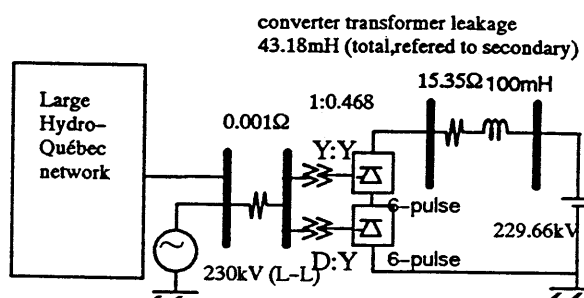 converter transformer leakage
43.18mH (total,refered to secondary)
15.35Ω 100mH
Large
Hydro–
Québec
network
1:0.468
0.001Ω
Y:Y
6–pulse
229.66kV
D:Y
6–pulse
230kV (L–L)